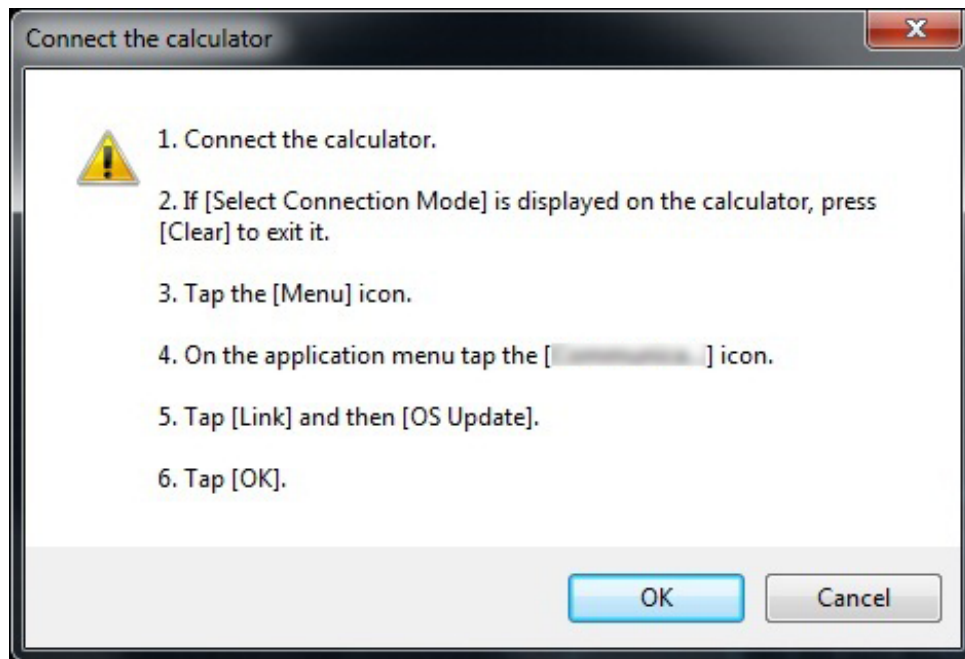 Connect the calculator
1. Connect the calculator.
2. If [Select Connection Mode] is displayed on the calculator, press
[Clear] to exit it.
3. Tap the [Menu] icon.
4. On the application menu tap the [ ] icon.
5. Tap [Link] and then [OS Update].
6. Tap [OK].
OK
Cancel